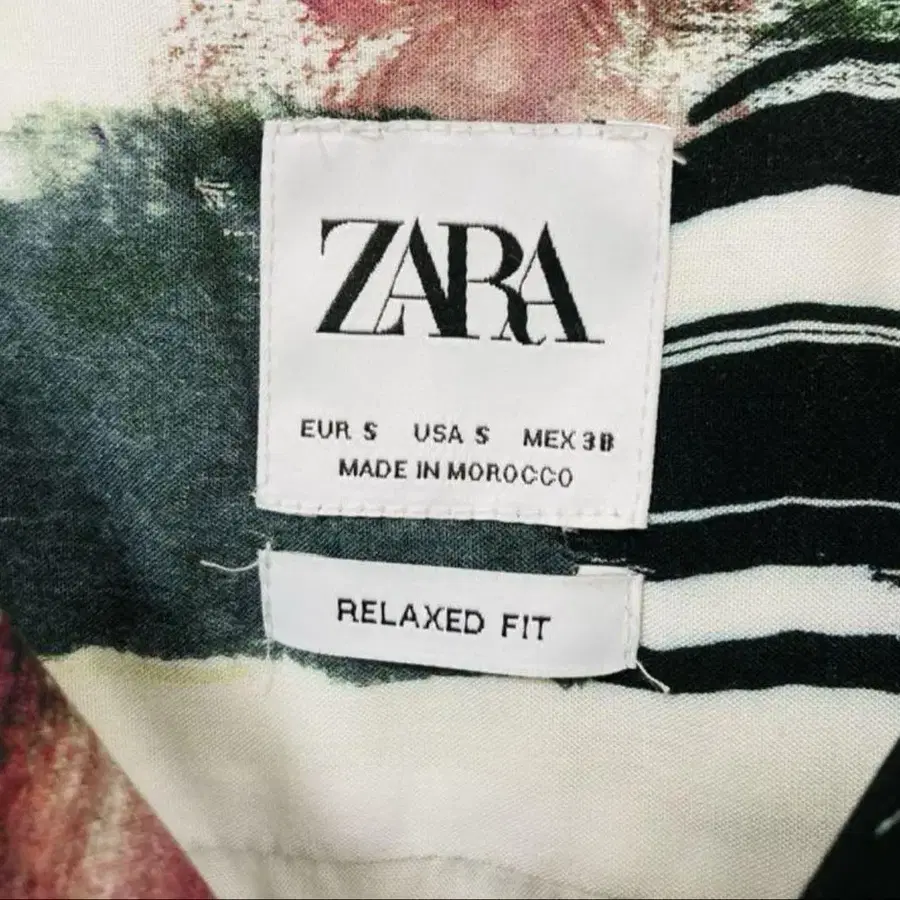 ZARA
EUR S USA S MEX 38
MADE IN MOROCCO
RELAXED FIT